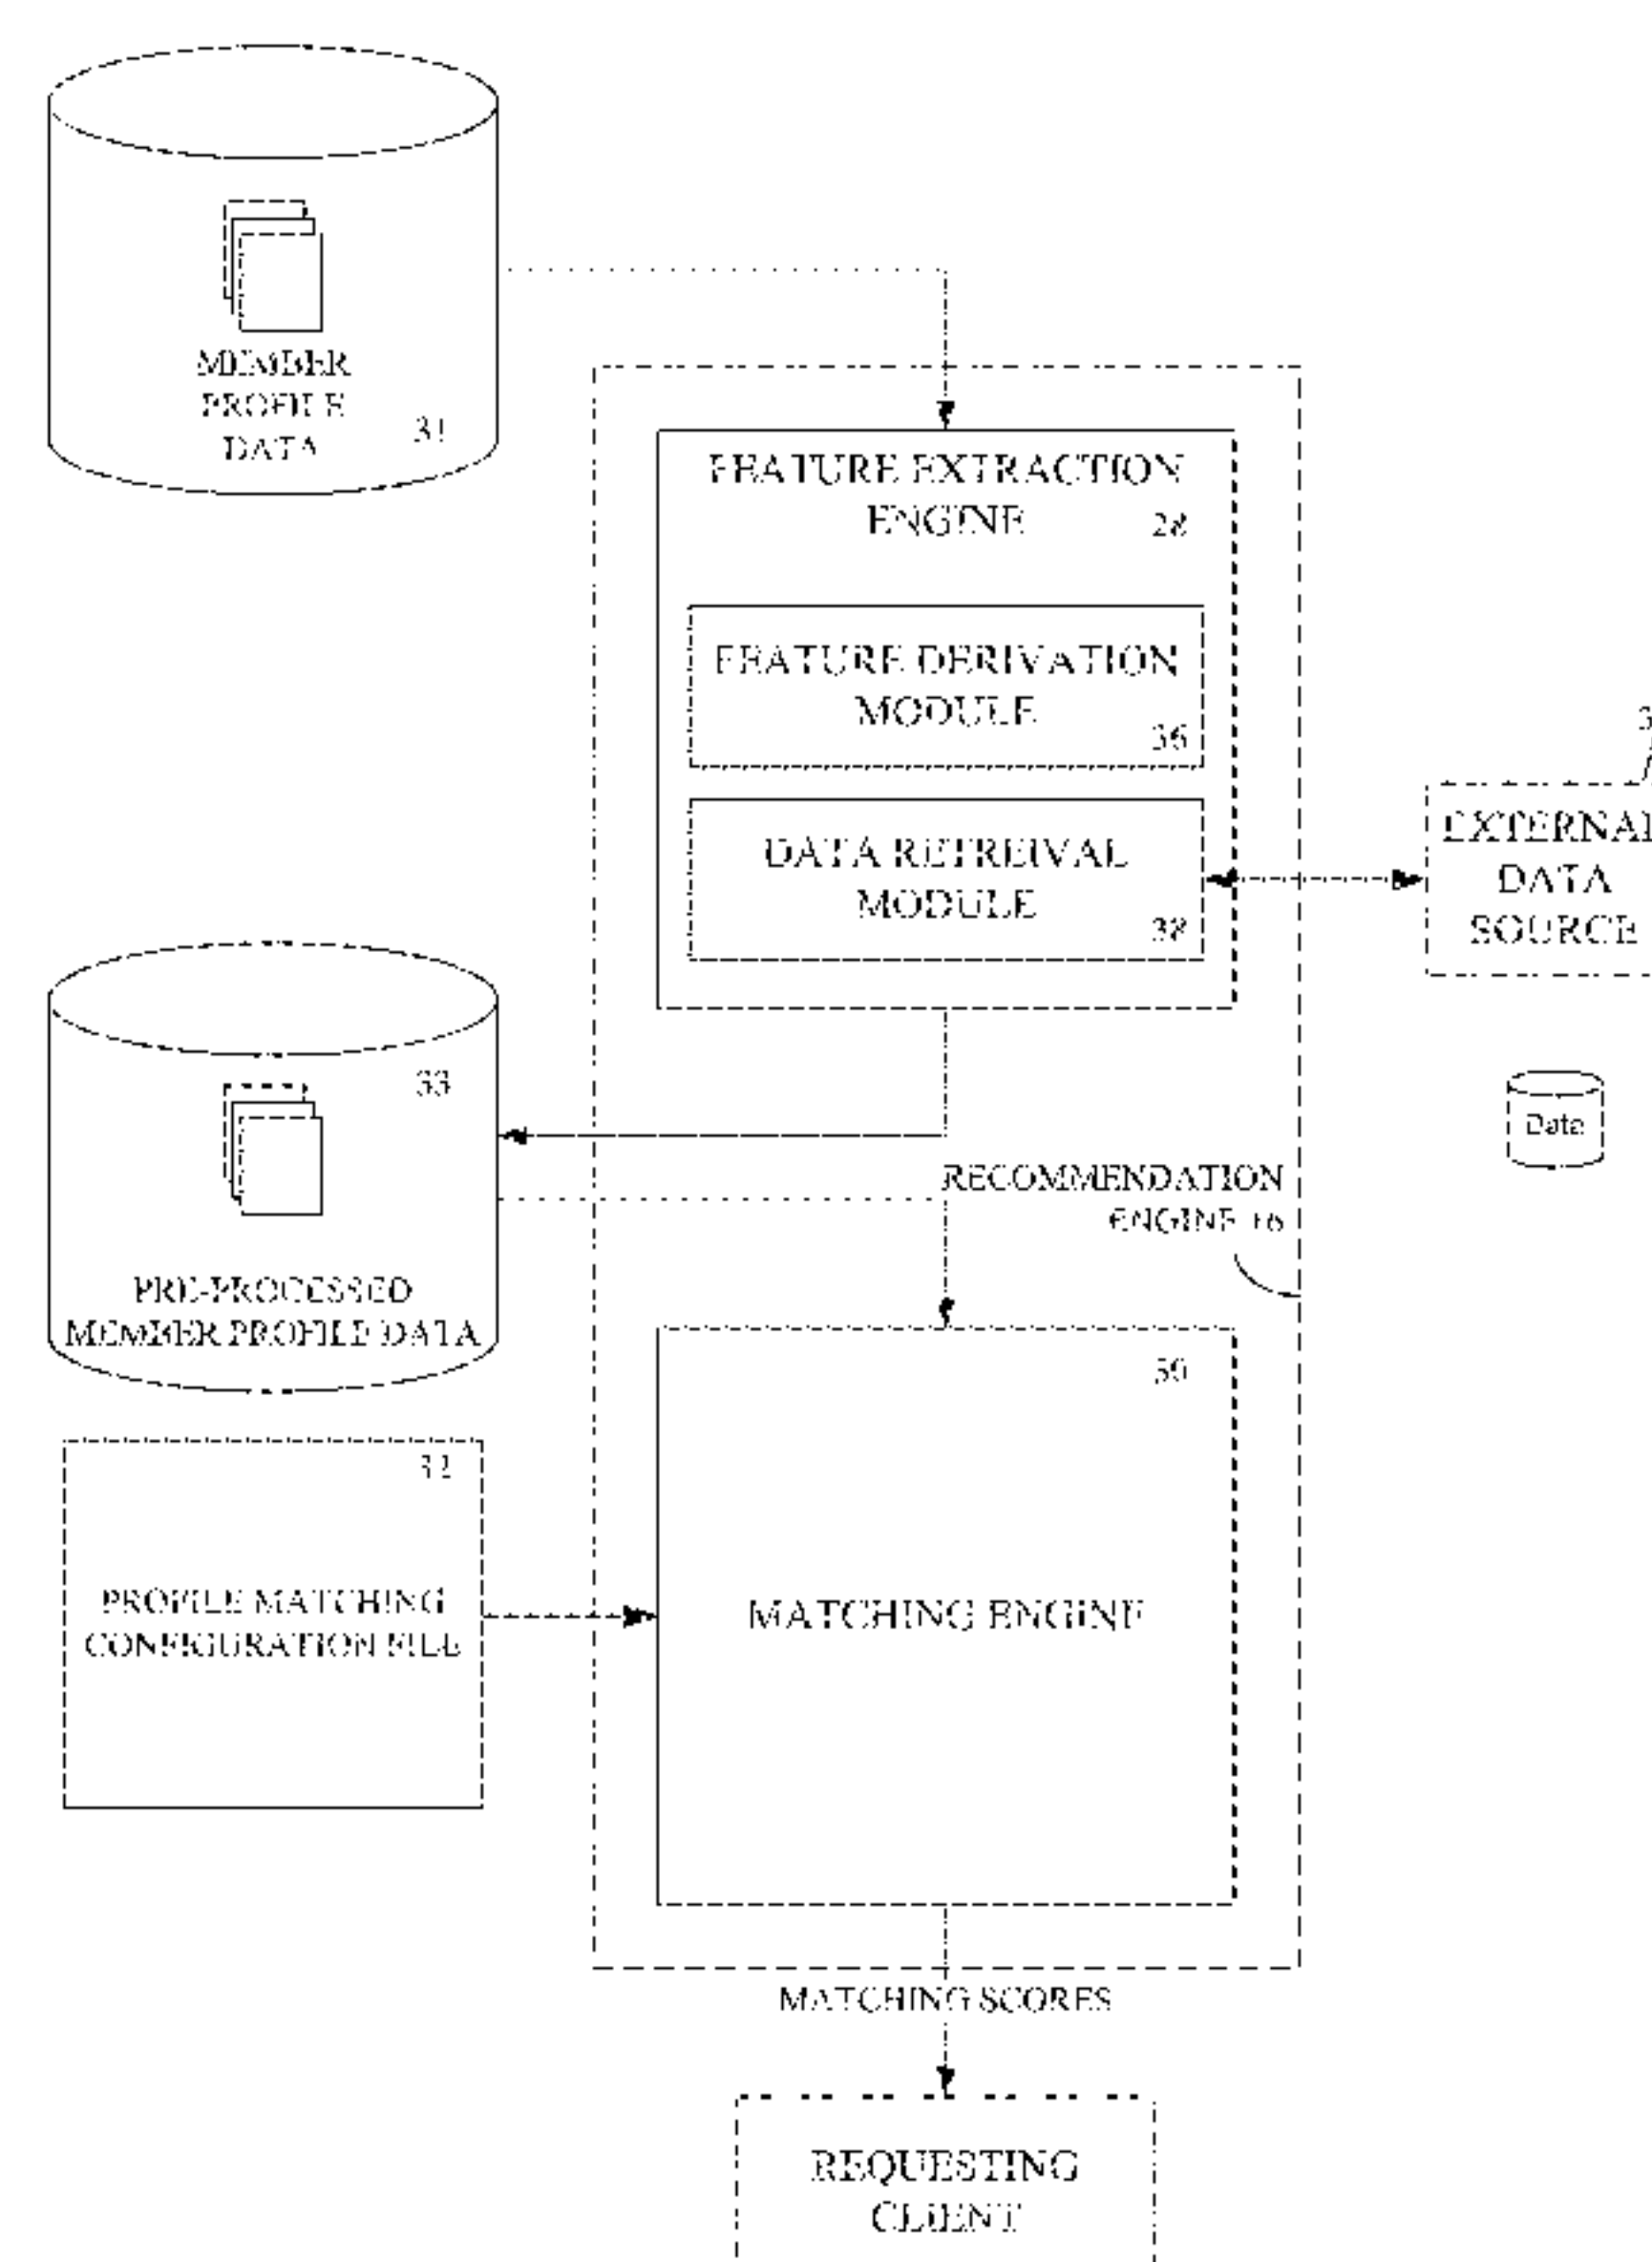 MEMBER
PROFILE
DATA
31
FEATURE EXTRACTION
ENGINE 28
FEATURE DERIVATION
MODULE
36
DATA RETREIVAL
MODULE
38
EXTERNAL
DATA
SOURCE
Data
33
PRE-PROCESSED
MEMBER PROFILE DATA
RECOMMENDATION
ENGINE 16
32
PROFILE MATCHING
CONFIGURATION FILE
MATCHING ENGINE
MATCHING SCORES
REQUESTING
CLIENT